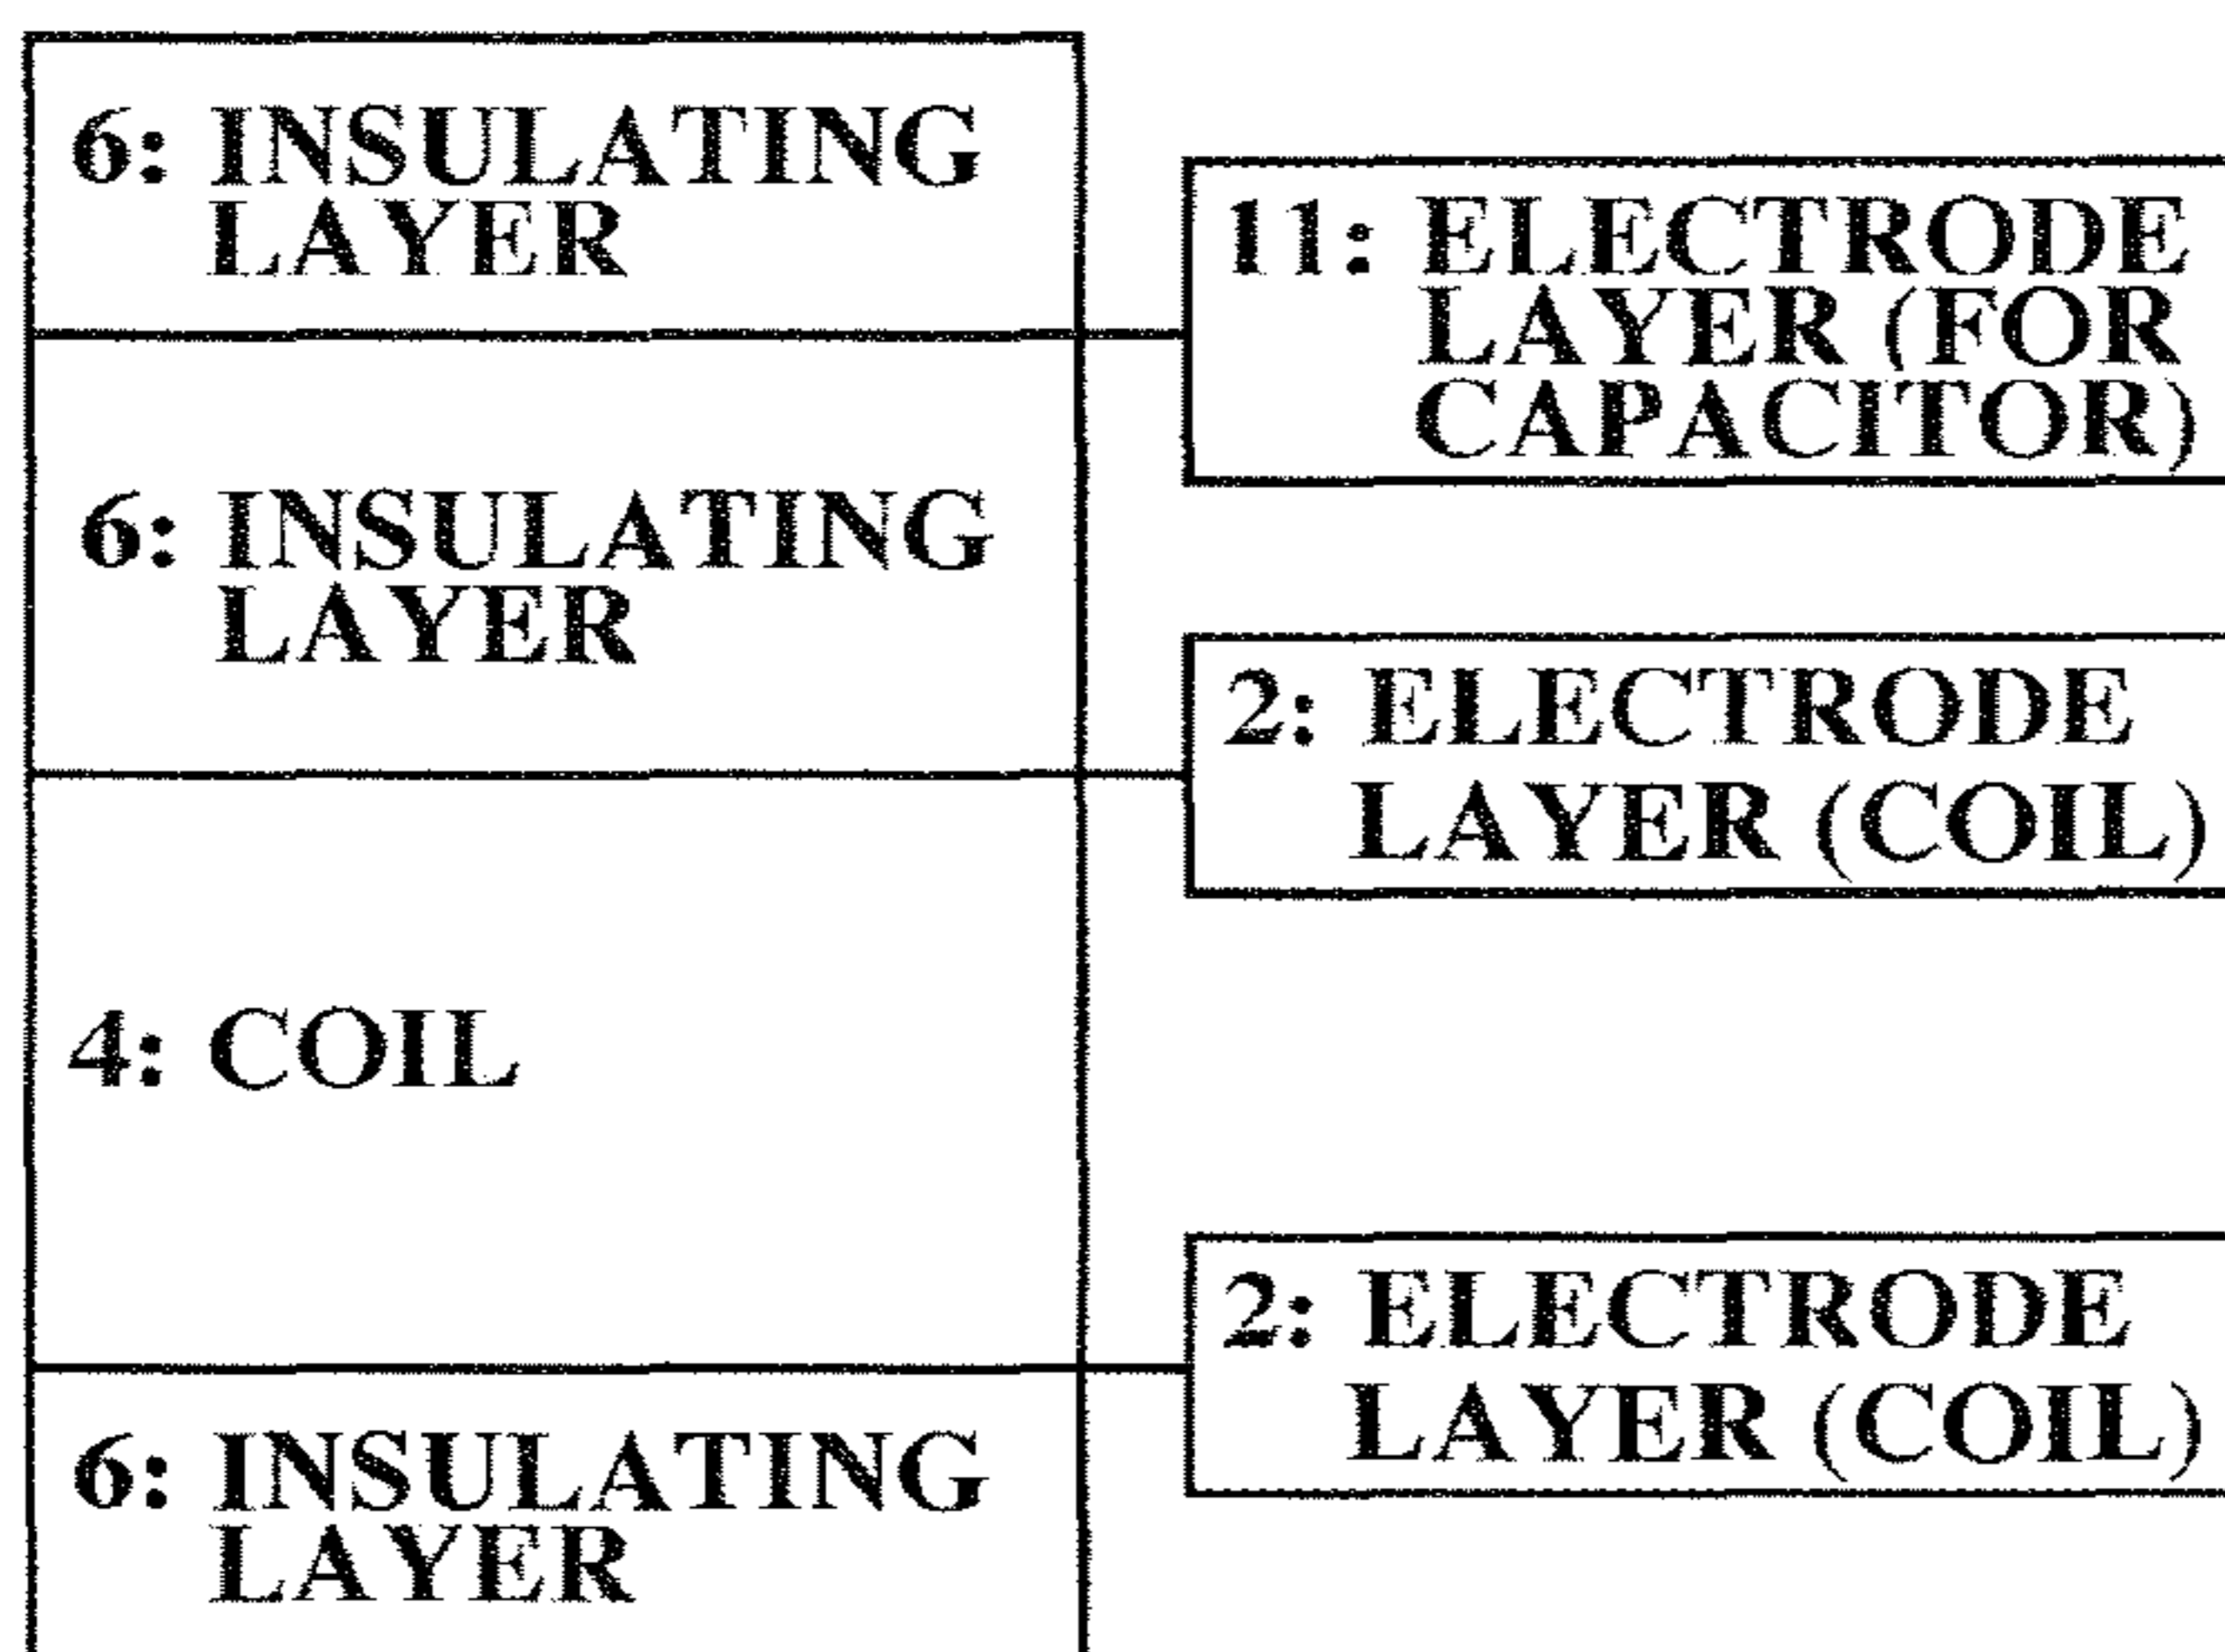 6: INSULATING
LAYER
11: ELECTRODE
LAYER (FOR
CAPACITOR)
6: INSULATING
LAYER
2: ELECTRODE
LAYER (COIL)
4: COIL
2: ELECTRODE
LAYER (COIL)
6: INSULATING
LAYER